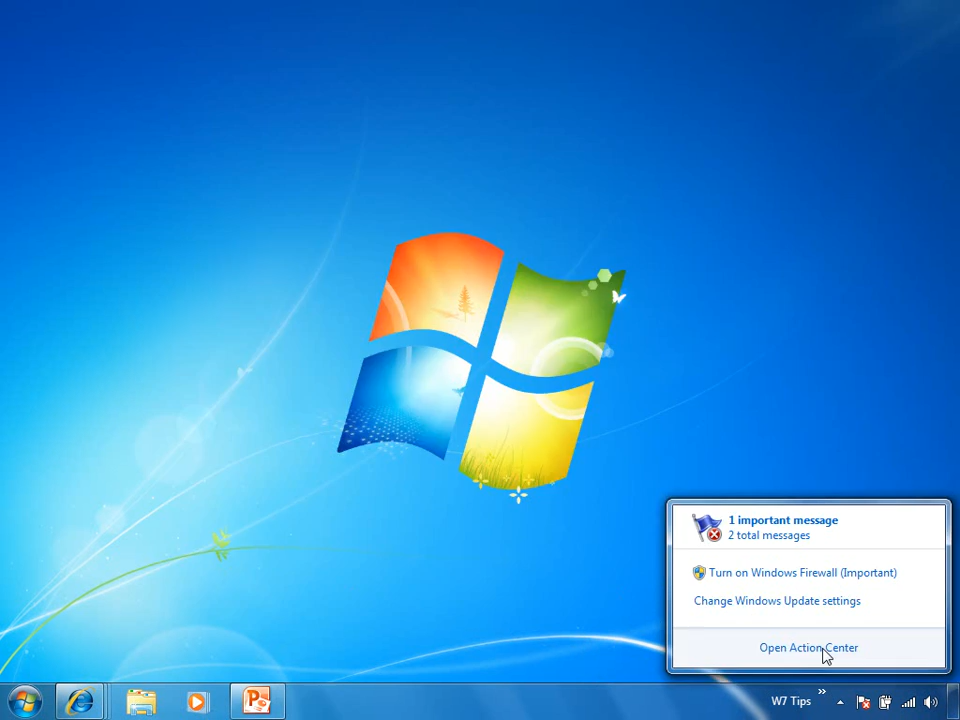 1 important message
2 total messages
Turn on Windows Firewall (Important)
Change Windows Update settings
Open Action Center
W7 Tips